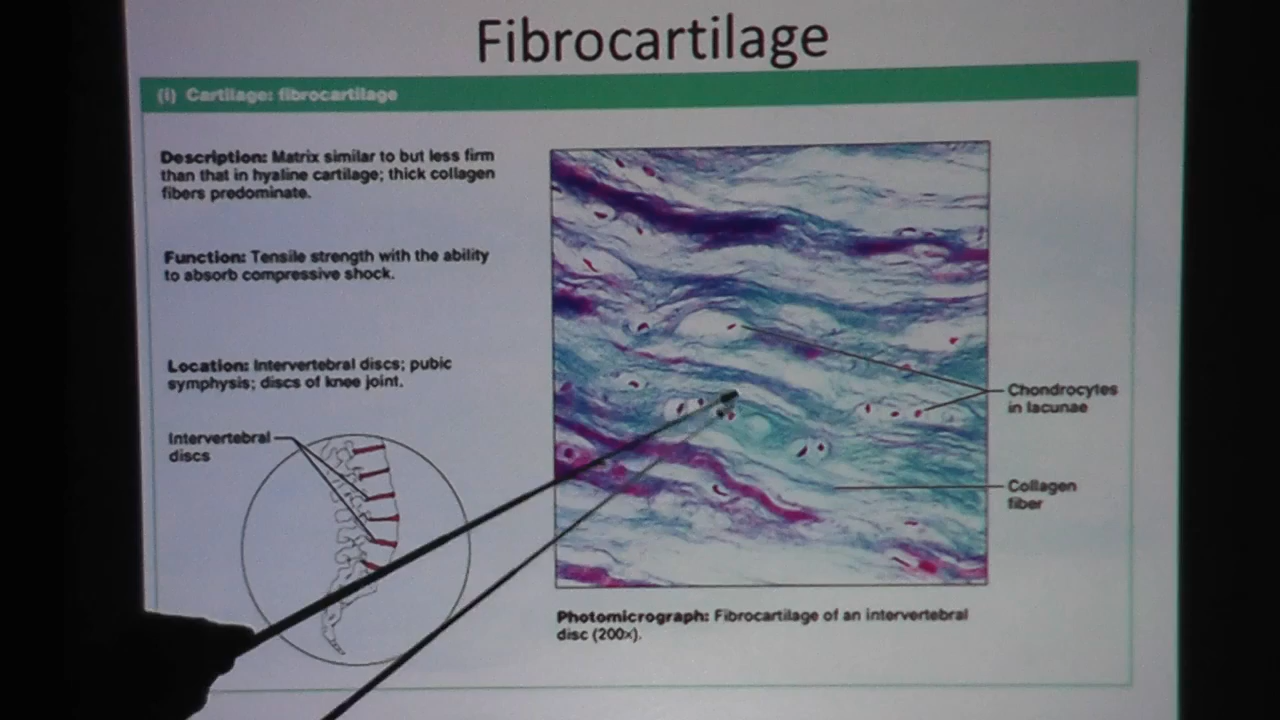 Fibrocartilage
(i) Cartilage: fibrocartilage
Description: Matrix similar to but less firm
than that in hyaline cartilage; thick collagen
fibers predominate.
Function: Tensile strength with the ability
to absorb compressive shock.
Location: Intervertebral discs; pubic
symphysis; discs of knee joint.
Intervertebral
discs
Chondrocytes
in lacunae
Collagen
fiber
Photomicrograph: Fibrocartilage of an intervertebral
disc (200x).